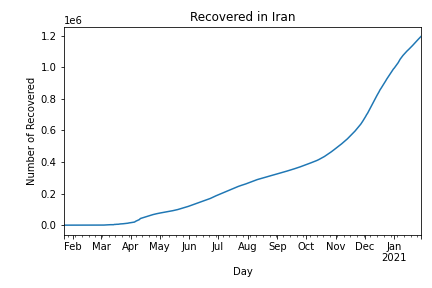 Recovered in Iran
1e6
1.2
1.0
0.8
0.6
0.4
0.2
0.0
Number of Recovered
Feb Mar Apr May Jun Jul Aug Sep Oct Nov Dec Jan
2021
Day